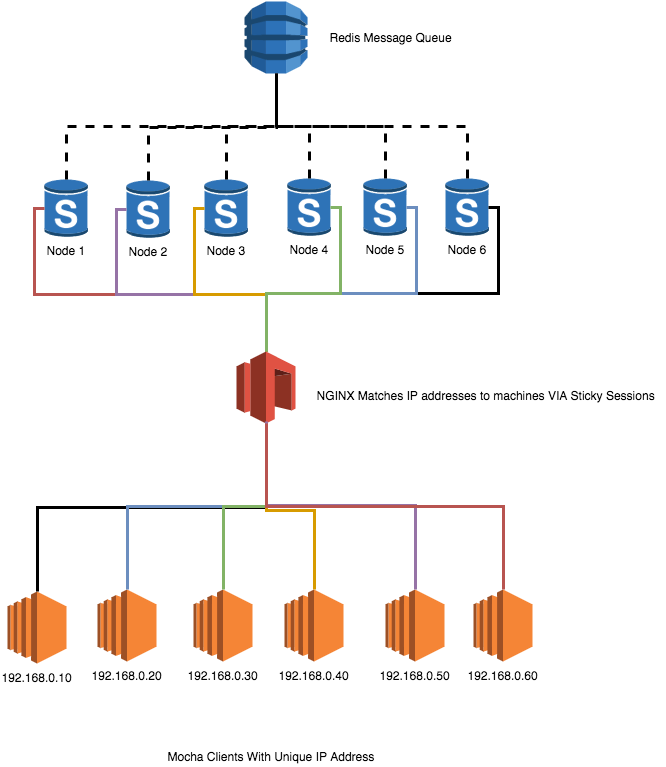 Redis Message Queue
S S S S S S
Node 1 Node 2 Node 3 Node 4 Node 5 Node 6
NGINX Matches IP addresses to machines VIA Sticky Sessions
192.168.0.10 192.168.0.20 192.168.0.30 192.168.0.40 192.168.0.50 192.168.0.60
Mocha Clients With Unique IP Address